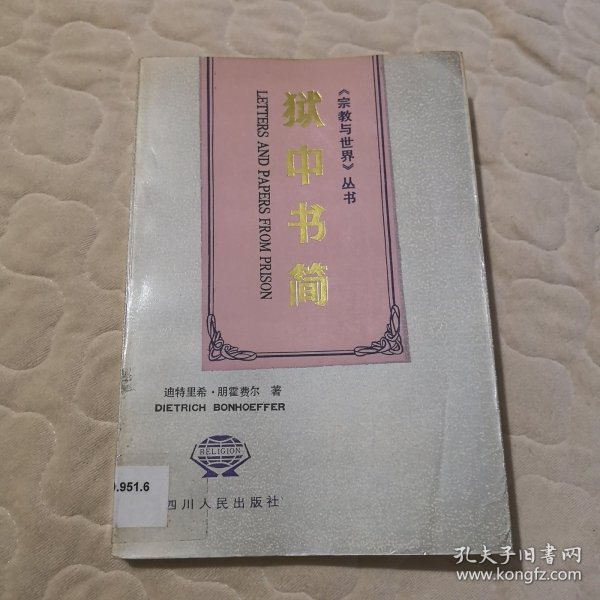 《宗教与世界》丛书
狱中书简
LETTERS AND PAPERS FROM PRISON
迪特里希·朋霍费尔 著
DIETRICH BONHOEFFER
RELIGION
.951.6
四川人民出版社
孔夫子旧书网
www.kongfz.com